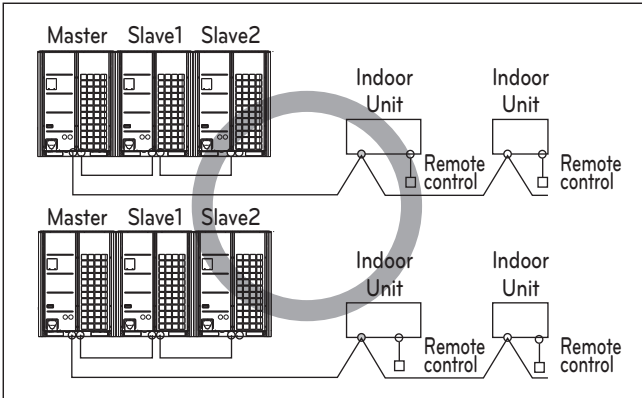 Master Slave1 Slave2
Indoor Unit
Indoor Unit
Remote control
Remote control
Master Slave1 Slave2
Indoor Unit
Indoor Unit
Remote control
Remote control